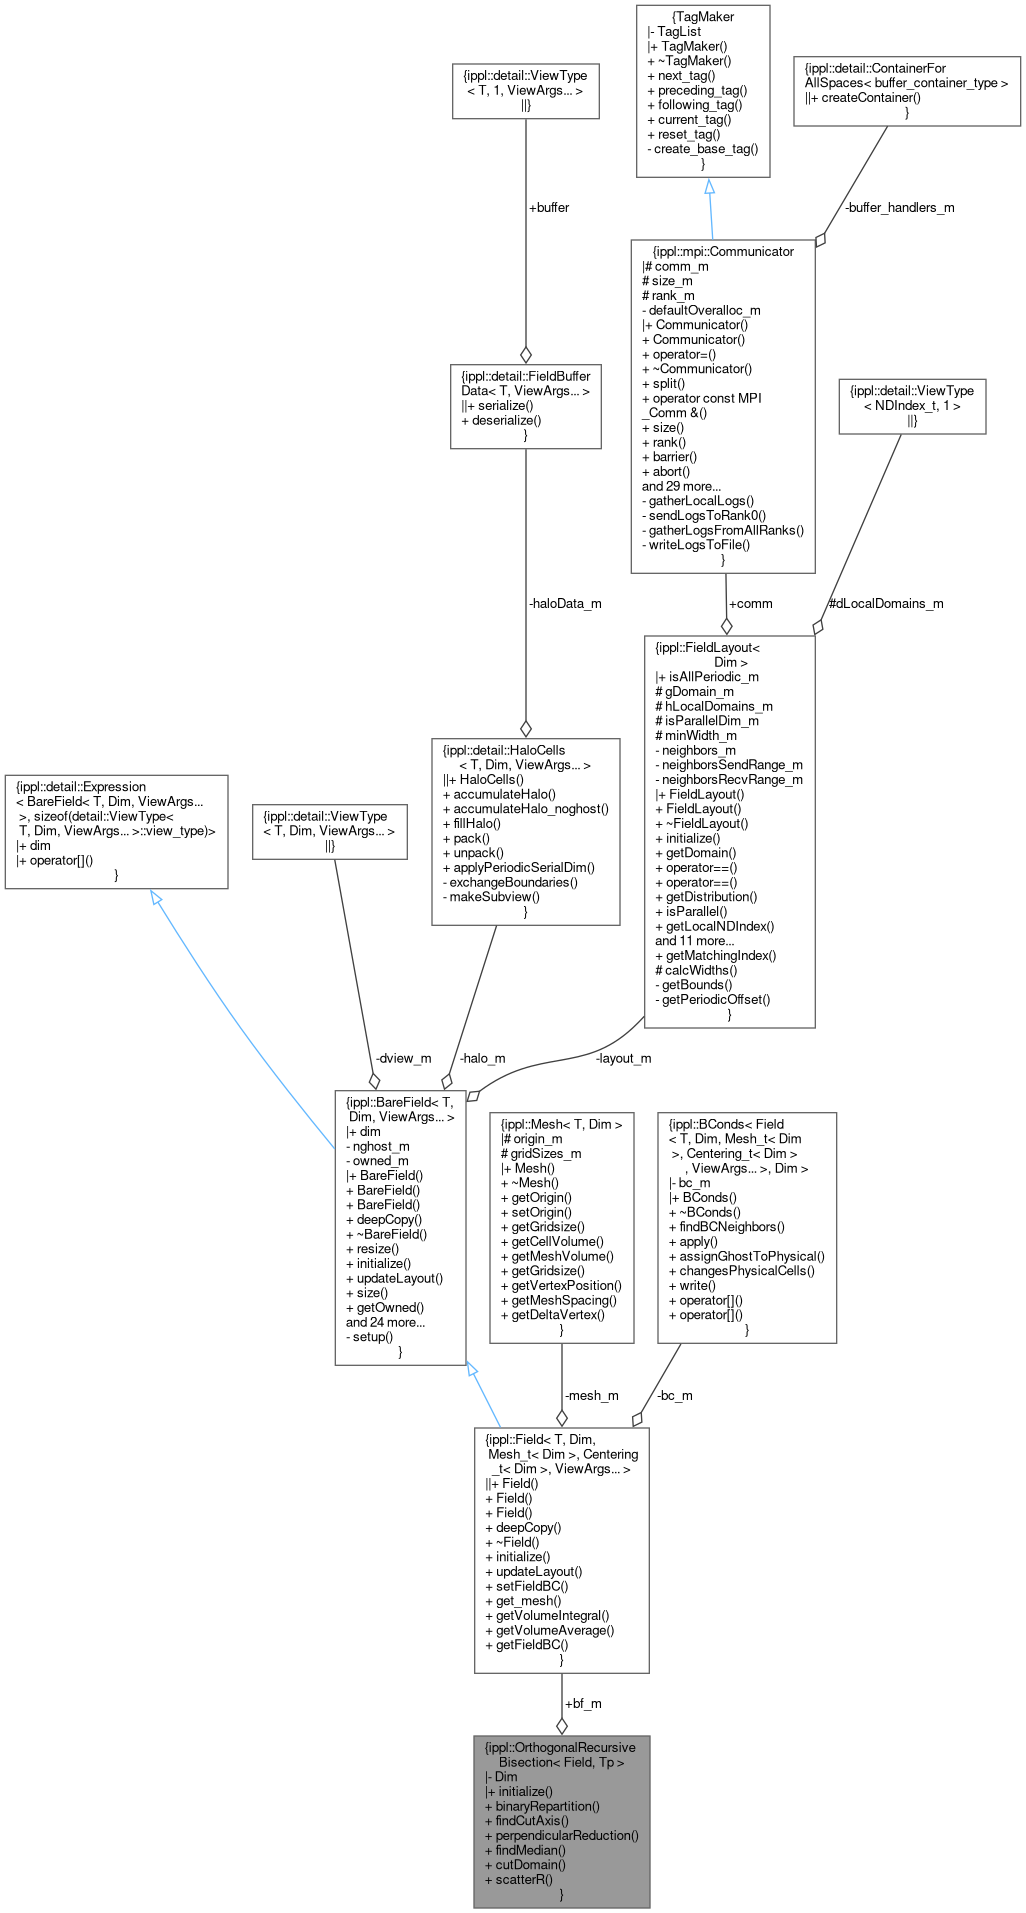 {TagMaker
|- TagList
|+ TagMaker()
+ ~TagMaker()
+ next_tag()
+ preceding_tag()
+ following_tag()
+ current_tag()
+ reset_tag()
- create_base_tag()
}
{ippl::detail::ViewType
< T, 1, ViewArgs... >
||}
{ippl::detail::ContainerFor
AllSpaces< buffer_container_type >
||+ createContainer()
}
+buffer
-buffer_handlers_m
{ippl::mpi::Communicator
|# comm_m
# size_m
# rank_m
- defaultOveralloc_m
|+ Communicator()
+ Communicator()
+ operator=()
+ ~Communicator()
+ split()
+ operator const MPI
_Comm &()
+ size()
+ rank()
+ barrier()
+ abort()
and 29 more...
- gatherLocalLogs()
- sendLogsToRank0()
- gatherLogsFromAllRanks()
- writeLogsToFile()
}
{ippl::detail::FieldBuffer
Data< T, ViewArgs... >
||+ serialize()
+ deserialize()
}
{ippl::detail::ViewType
< NDIndex_t, 1 >
||}
-haloData_m
+comm
#dLocalDomains_m
{ippl::FieldLayout<
Dim >
|+ isAllPeriodic_m
# gDomain_m
# hLocalDomains_m
# isParallelDim_m
# minWidth_m
- neighbors_m
- neighborsSendRange_m
- neighborsRecvRange_m
|+ FieldLayout()
+ FieldLayout()
+ ~FieldLayout()
+ initialize()
+ getDomain()
+ operator==()
+ operator==()
+ getDistribution()
+ isParallel()
+ getLocalNDIndex()
and 11 more...
+ getMatchingIndex()
# calcWidths()
- getBounds()
- getPeriodicOffset()
}
{ippl::detail::HaloCells
< T, Dim, ViewArgs... >
||+ HaloCells()
+ accumulateHalo()
+ accumulateHalo_noghost()
+ fillHalo()
+ pack()
+ unpack()
+ applyPeriodicSerialDim()
- exchangeBoundaries()
- makeSubview()
}
{ippl::detail::Expression
< BareField< T, Dim, ViewArgs...
>, sizeof(detail::ViewType<
T, Dim, ViewArgs... >::view_type)>
|+ dim
|+ operator[]()
}
{ippl::detail::ViewType
< T, Dim, ViewArgs... >
||}
-dview_m
-halo_m
-layout_m
{ippl::BareField< T,
Dim, ViewArgs... >
|+ dim
- nghost_m
- owned_m
|+ BareField()
+ BareField()
+ BareField()
+ deepCopy()
+ ~BareField()
+ resize()
+ initialize()
+ updateLayout()
+ size()
+ getOwned()
and 24 more...
- setup()
}
{ippl::Mesh< T, Dim >
|# origin_m
# gridSizes_m
|+ Mesh()
+ ~Mesh()
+ getOrigin()
+ setOrigin()
+ getGridsize()
+ getCellVolume()
+ getMeshVolume()
+ getGridsize()
+ getVertexPosition()
+ getMeshSpacing()
+ getDeltaVertex()
}
{ippl::BConds< Field
< T, Dim, Mesh_t< Dim
>, Centering_t< Dim >
, ViewArgs... >, Dim >
|- bc_m
|+ BConds()
+ ~BConds()
+ findBCNeighbors()
+ apply()
+ assignGhostToPhysical()
+ changesPhysicalCells()
+ write()
+ operator[]()
+ operator[]()
}
-mesh_m
-bc_m
{ippl::Field< T, Dim,
Mesh_t< Dim >, Centering
_t< Dim >, ViewArgs... >
||+ Field()
+ Field()
+ Field()
+ deepCopy()
+ ~Field()
+ initialize()
+ updateLayout()
+ setFieldBC()
+ get_mesh()
+ getVolumeIntegral()
+ getVolumeAverage()
+ getFieldBC()
}
+bf_m
{ippl::OrthogonalRecursive
Bisection< Field, Tp >
|- Dim
|+ initialize()
+ binaryRepartition()
+ findCutAxis()
+ perpendicularReduction()
+ findMedian()
+ cutDomain()
+ scatterR()
}